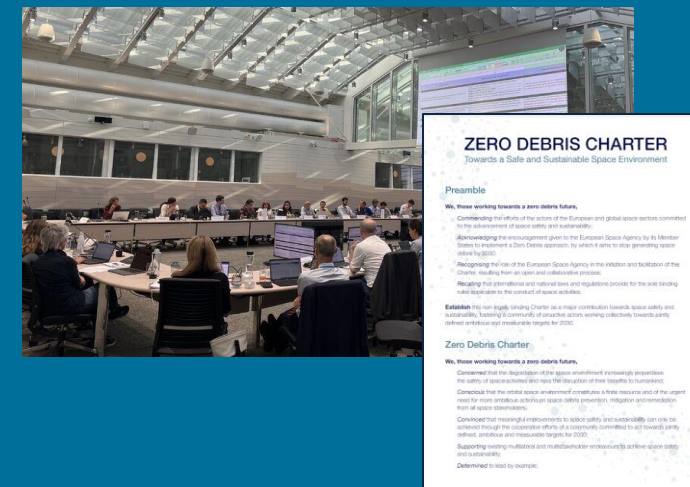 ZERO DEBRIS CHARTER
Towards a Safe and Sustainable Space Environment
Preamble
We, those working towards a zero debris future,
Commending the efforts of the actors of the European and global space sectors committed
to the advancement of space safety and sustainability;
Acknowledging the encouragement given to the European Space Agency by its Member
States to implement a Zero Debris approach, by which it aims to stop generating space
debris by 2030;
Recognising the role of the European Space Agency in the initiation and facilitation of this
Charter, resulting from an open and collaborative process;
Recalling that international and national laws and regulations provide for the sole binding
rules applicable to the conduct of space activities,
Establish this non-legally binding Charter as a major contribution towards space safety and
sustainability, fostering a community of proactive actors working collectively towards jointly
defined ambitious and measurable targets for 2030.
Zero Debris Charter
We, those working towards a zero debris future,
Concerned that the degradation of the space environment increasingly jeopardises
the safety of space activities and risks the disruption of their benefits to humankind;
Conscious that the orbital space environment constitutes a finite resource and of the urgent
need for more ambitious actions on space debris prevention, mitigation and remediation
from all space stakeholders;
Convinced that meaningful improvements to space safety and sustainability can only be
achieved through the cooperative efforts of a community committed to act towards jointly
defined, ambitious and measurable targets for 2030;
Supporting existing multilateral and multistakeholder endeavours to achieve space safety
and sustainability;
Determined to lead by example;